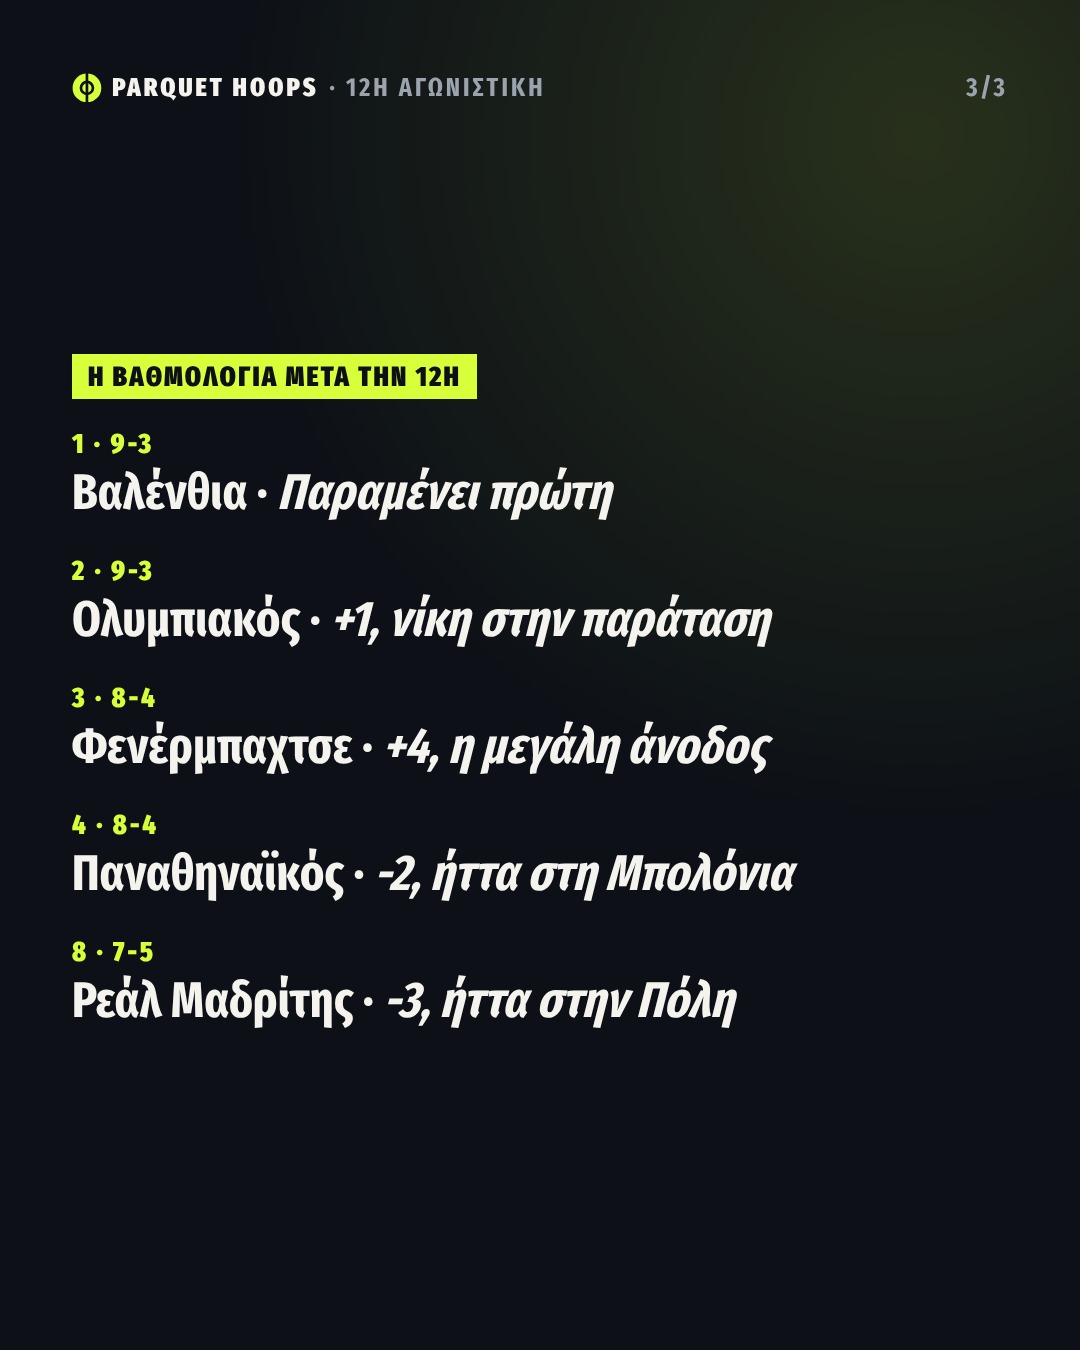 PARQUET HOOPS · 12Η ΑΓΩΝΙΣΤΙΚΗ
3/3
Η ΒΑΘΜΟΛΟΓΙΑ ΜΕΤΑ ΤΗΝ 12Η
1 · 9-3
Βαλένθια · Παραμένει πρώτη
2 · 9-3
Ολυμπιακός · +1, νίκη στην παράταση
3 · 8-4
Φενέρμπαχτσε · +4, η μεγάλη άνοδος
4 · 8-4
Παναθηναϊκός · -2, ήττα στη Μπολόνια
8 · 7-5
Ρεάλ Μαδρίτης · -3, ήττα στην Πόλη